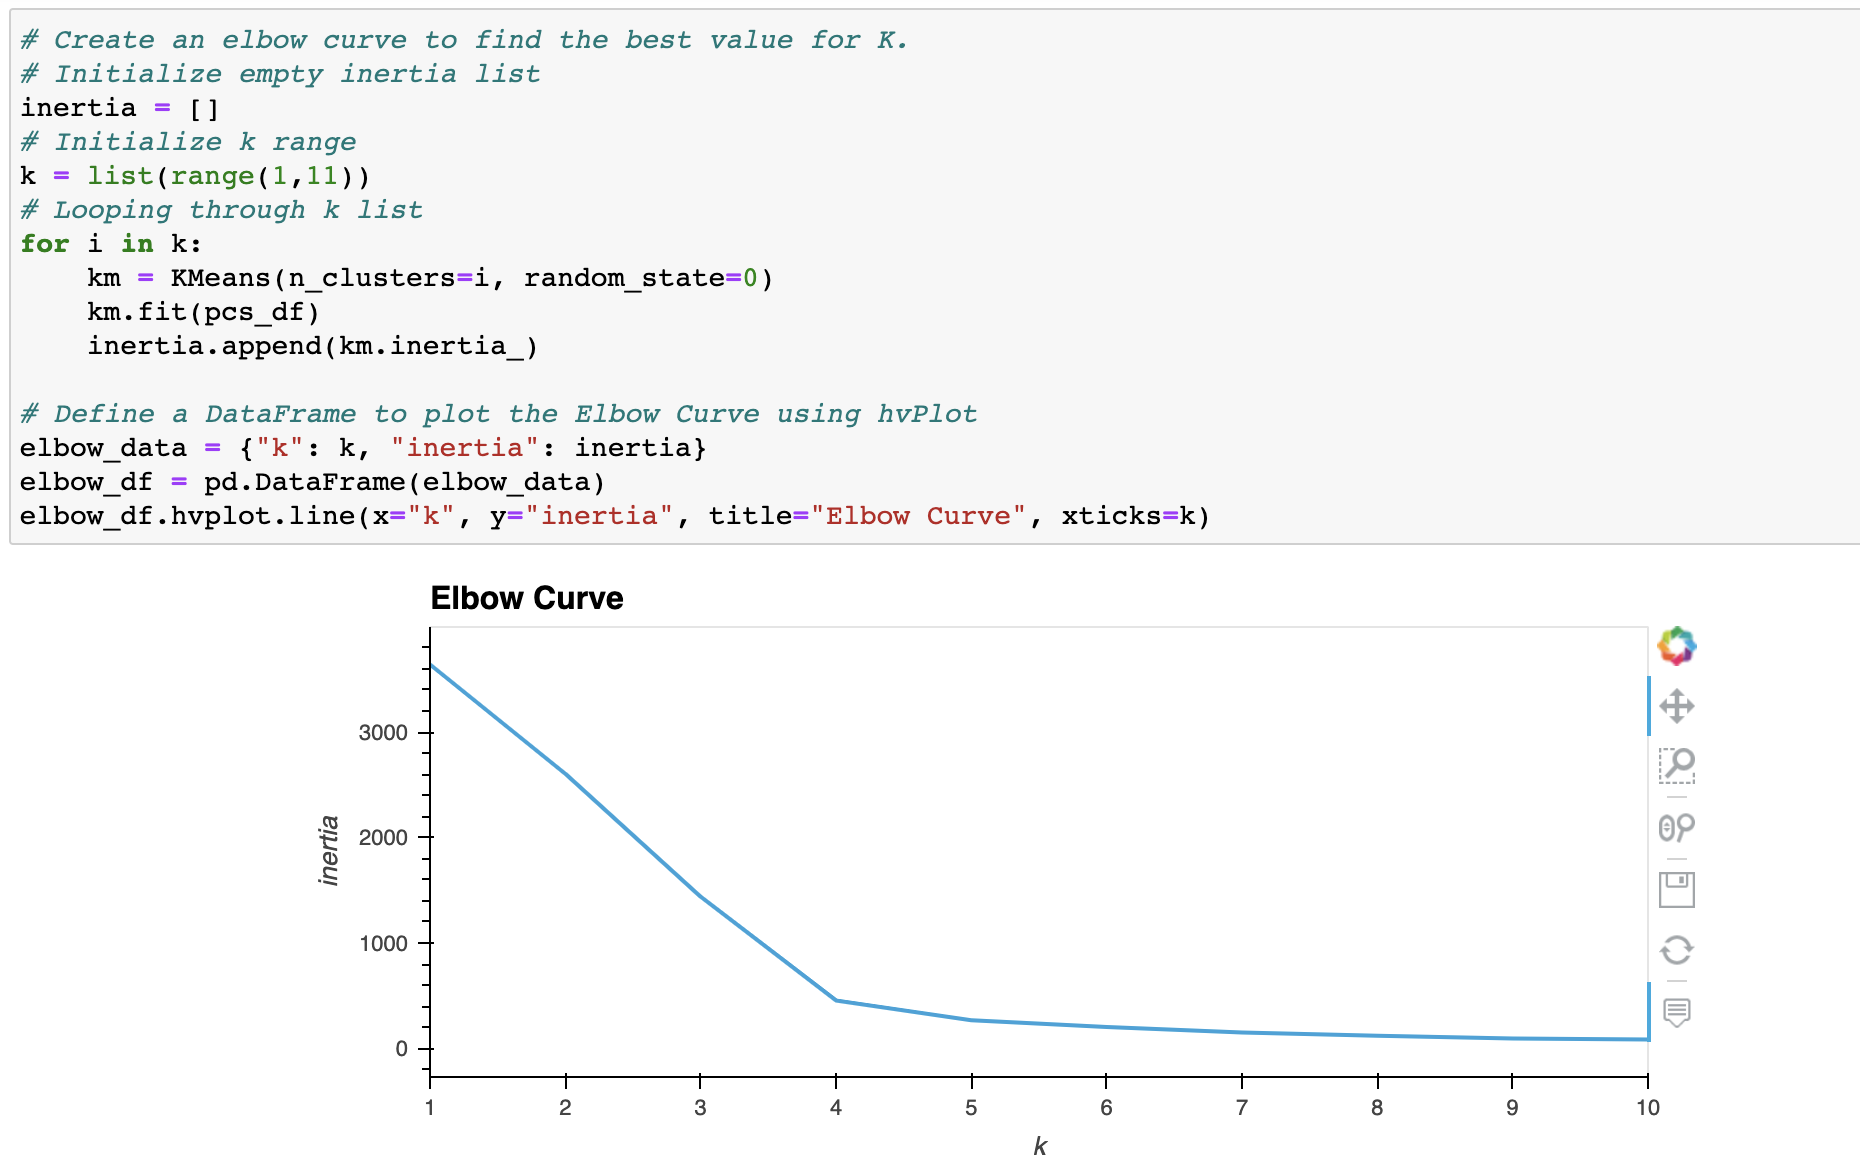 # Create an elbow curve to find the best value for K.
# Initialize empty inertia list
inertia = []
# Initialize k range
k = list(range(1,11))
# Looping through k list
for i in k:
    km = KMeans(n_clusters=i, random_state=0)
    km.fit(pcs_df)
    inertia.append(km.inertia_)
# Define a DataFrame to plot the Elbow Curve using hvPlot
elbow_data = {"k": k, "inertia": inertia}
elbow_df = pd.DataFrame(elbow_data)
elbow_df.hvplot.line(x="k", y="inertia", title="Elbow Curve", xticks=k)
Elbow Curve
3000
2000
1000
0
inertia
1 2 3 4 5 6 7 8 9 10
k